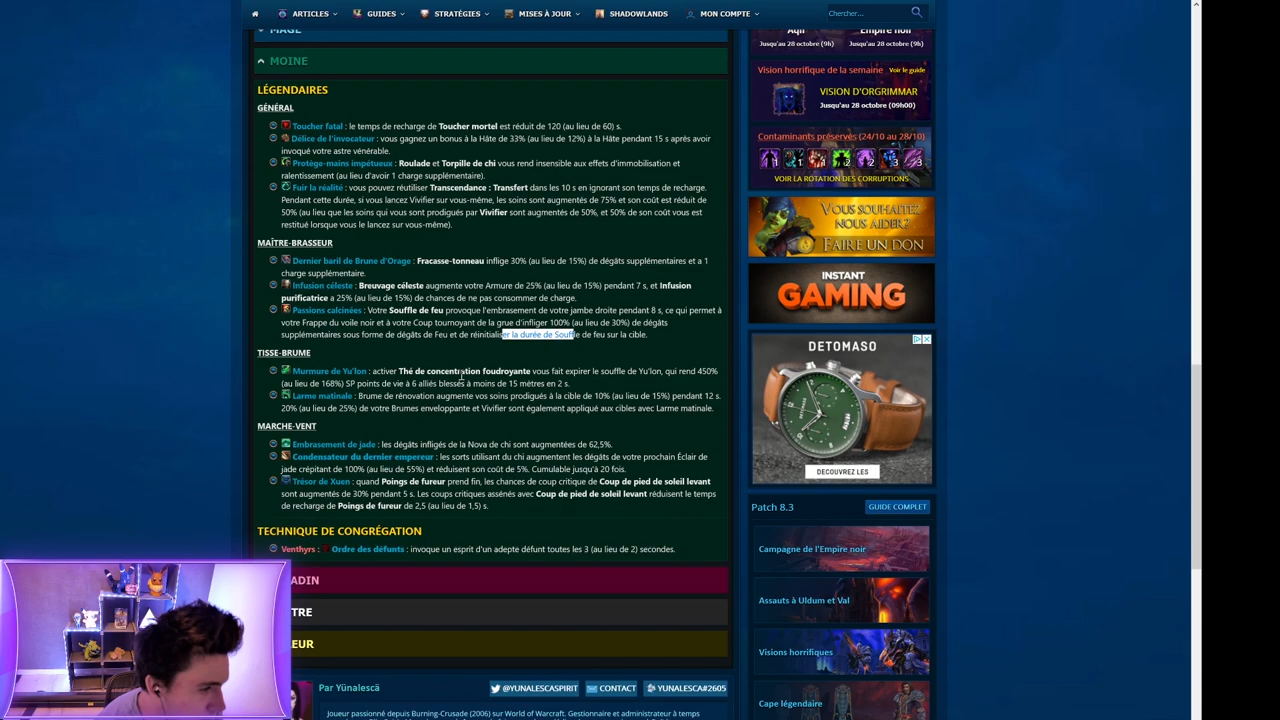 ARTICLES
GUIDES
STRATÉGIES
MISES À JOUR
SHADOWLANDS
MON COMPTE
Chercher...
MAGE
MOINE
LÉGENDAIRES
GÉNÉRAL
Toucher fatal : le temps de recharge de Toucher mortel est réduit de 120 (au lieu de 60) s.
Délice de l'invocateur : vous gagnez un bonus à la Hâte de 33% (au lieu de 12%) à la Hâte pendant 15 s après avoir
invoqué votre astre vénérable.
Protège-mains impétueux : Roulade et Torpille de chi vous rend insensible aux effets d'immobilisation et
ralentissement (au lieu d'avoir 1 charge supplémentaire).
Fuir la réalité : vous pouvez réutiliser Transcendance : Transfert dans les 10 s en ignorant son temps de recharge.
Pendant cette durée, si vous lancez Vivifier sur vous-même, les soins sont augmentés de 75% et son coût est réduit de
50% (au lieu que les soins qui vous sont prodigués par Vivifier sont augmentés de 50%, et 50% de son coût vous est
restitué lorsque vous le lancez sur vous-même).
MAÎTRE-BRASSEUR
Dernier baril de Brune d'Orage : Fracasse-tonneau inflige 30% (au lieu de 15%) de dégâts supplémentaires et a 1
charge supplémentaire.
Infusion céleste : Breuvage céleste augmente votre Armure de 25% (au lieu de 15%) pendant 7 s, et Infusion
purificatrice a 25% (au lieu de 15%) de chances de ne pas consommer de charge.
Passions calcinées : Votre Souffle de feu provoque l'embrasement de votre jambe droite pendant 8 s, ce qui permet à
votre Frappe du voile noir et à votre Coup tournoyant de la grue d'infliger 100% (au lieu de 30%) de dégâts
supplémentaires sous forme de dégâts de Feu et de réinitialiser la durée de Souffle de feu sur la cible.
TISSE-BRUME
Murmure de Yu'lon : activer Thé de concentration foudroyante vous fait expirer le souffle de Yu'lon, qui rend 450%
(au lieu de 168%) SP points de vie à 6 alliés blessés à moins de 15 mètres en 2 s.
Larme matinale : Brume de rénovation augmente vos soins prodigués à la cible de 10% (au lieu de 15%) pendant 12 s.
20% (au lieu de 25%) de votre Brumes enveloppante et Vivifier sont également appliqué aux cibles avec Larme matinale.
MARCHE-VENT
Embrasement de jade : les dégâts infligés de la Nova de chi sont augmentées de 62,5%.
Condensateur du dernier empereur : les sorts utilisant du chi augmentent les dégâts de votre prochain Éclair de
jade crépitant de 100% (au lieu de 55%) et réduisent son coût de 5%. Cumulable jusqu'à 20 fois.
Trésor de Xuen : quand Poings de fureur prend fin, les chances de coup critique de Coup de pied de soleil levant
sont augmentés de 30% pendant 5 s. Les coups critiques assénés avec Coup de pied de soleil levant réduisent le temps
de recharge de Poings de fureur de 2,5 (au lieu de 1,5) s.
TECHNIQUE DE CONGRÉGATION
Venthyrs : Ordre des défunts : invoque un esprit d'un adepte défunt toutes les 3 (au lieu de 2) secondes.
ADIN
TRE
EUR
Par Yünalescä
@YUNALESCASPIRIT
CONTACT
YUNALESCA#2605
Joueur passionné depuis Burning-Crusade (2006) sur World of Warcraft. Gestionnaire et administrateur à temps
Aqir
Empire noir
Jusqu'au 28 octobre (9h)
Jusqu'au 28 octobre (9h)
Vision horrifique de la semaine
Voir le guide
VISION D'ORGRIMMAR
Jusqu'au 28 octobre (09h00)
Contaminants préservés (24/10 au 28/10)
1
1
1
2
2
3
3
VOIR LA ROTATION DES CORRUPTIONS
VOUS SOUHAITEZ
NOUS AIDER?
FAIRE UN DON
INSTANT
GAMING
DETOMASO
DECOUVREZ LES
Patch 8.3
GUIDE COMPLET
Campagne de l'Empire noir
Assauts à Uldum et Val
Visions horrifiques
Cape légendaire